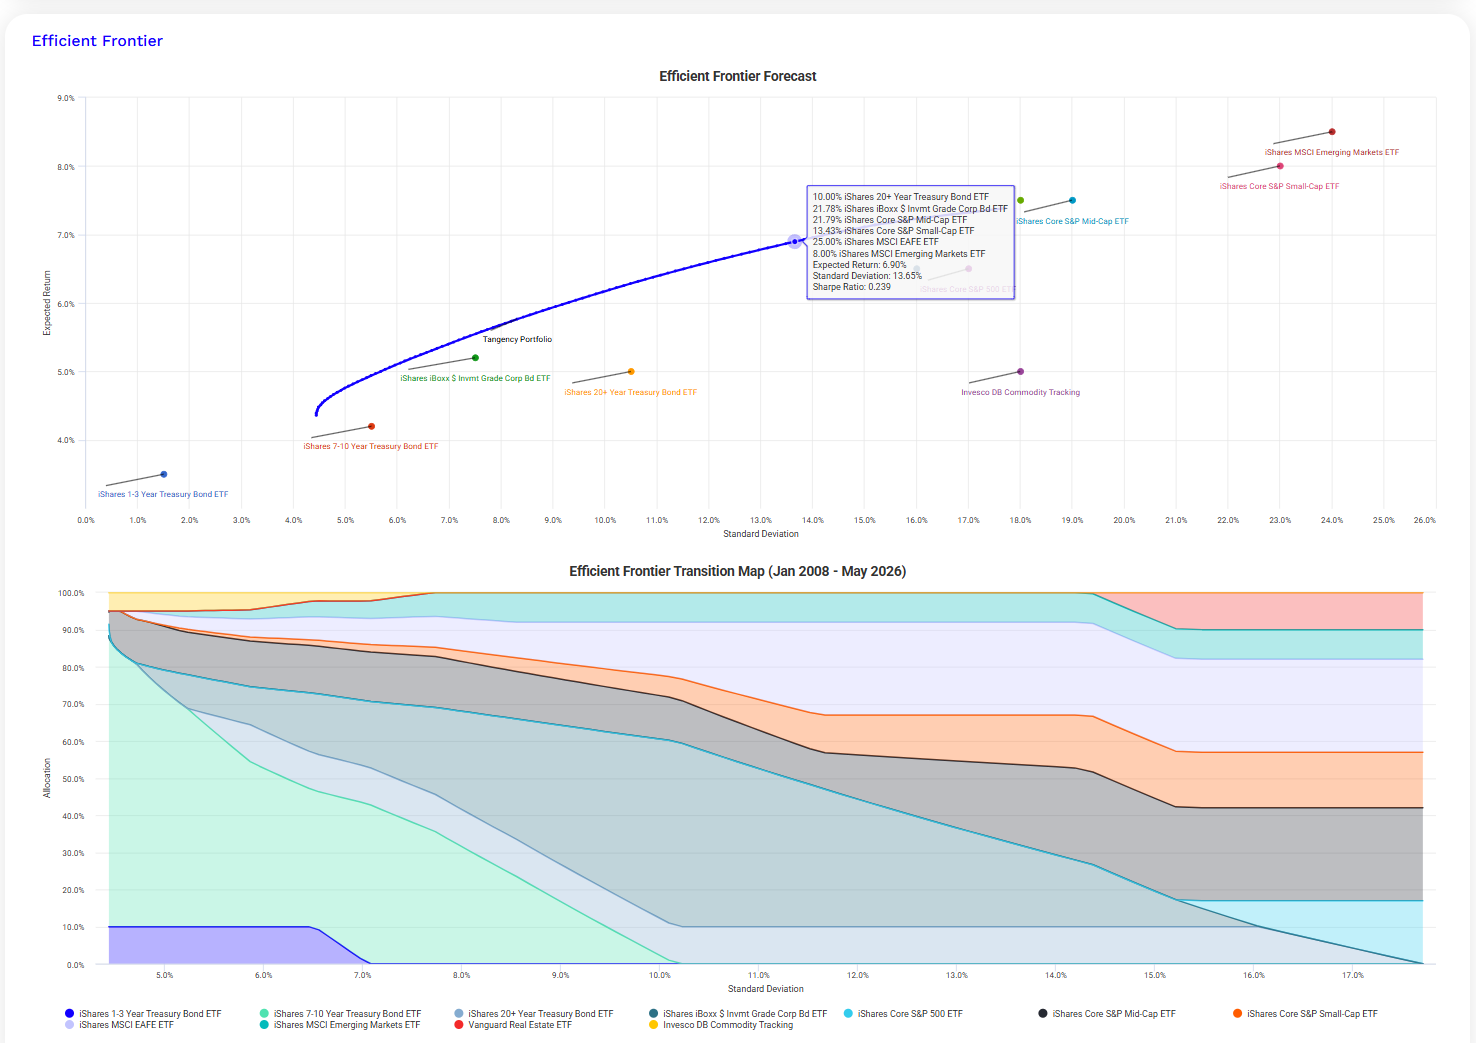 Efficient Frontier
Efficient Frontier Forecast
9.0%
8.0%
7.0%
6.0%
5.0%
4.0%
Expected Return
iShares MSCI Emerging Markets ETF
iShares Core S&P Small-Cap ETF
iShares Core S&P Mid-Cap ETF
10.00% iShares 20+ Year Treasury Bond ETF
21.78% iShares iBoxx $ Invmt Grade Corp Bd ETF
21.79% iShares Core S&P Mid-Cap ETF
13.43% iShares Core S&P Small-Cap ETF
25.00% iShares MSCI EAFE ETF
8.00% iShares MSCI Emerging Markets ETF
Expected Return: 6.90%
Standard Deviation: 13.65%
Sharpe Ratio: 0.239
iShares Core S&P 500 ETF
Tangency Portfolio
iShares iBoxx $ Invmt Grade Corp Bd ETF
iShares 20+ Year Treasury Bond ETF
Invesco DB Commodity Tracking
iShares 7-10 Year Treasury Bond ETF
iShares 1-3 Year Treasury Bond ETF
0.0% 1.0% 2.0% 3.0% 4.0% 5.0% 6.0% 7.0% 8.0% 9.0% 10.0% 11.0% 12.0% 13.0% 14.0% 15.0% 16.0% 17.0% 18.0% 19.0% 20.0% 21.0% 22.0% 23.0% 24.0% 25.0% 26.0%
Standard Deviation
Efficient Frontier Transition Map (Jan 2008 - May 2026)
100.0%
90.0%
80.0%
70.0%
60.0%
50.0%
40.0%
30.0%
20.0%
10.0%
0.0%
Allocation
5.0% 6.0% 7.0% 8.0% 9.0% 10.0% 11.0% 12.0% 13.0% 14.0% 15.0% 16.0% 17.0%
Standard Deviation
iShares 1-3 Year Treasury Bond ETF iShares 7-10 Year Treasury Bond ETF iShares 20+ Year Treasury Bond ETF iShares iBoxx $ Invmt Grade Corp Bd ETF iShares Core S&P 500 ETF iShares Core S&P Mid-Cap ETF iShares Core S&P Small-Cap ETF
iShares MSCI EAFE ETF iShares MSCI Emerging Markets ETF Vanguard Real Estate ETF Invesco DB Commodity Tracking